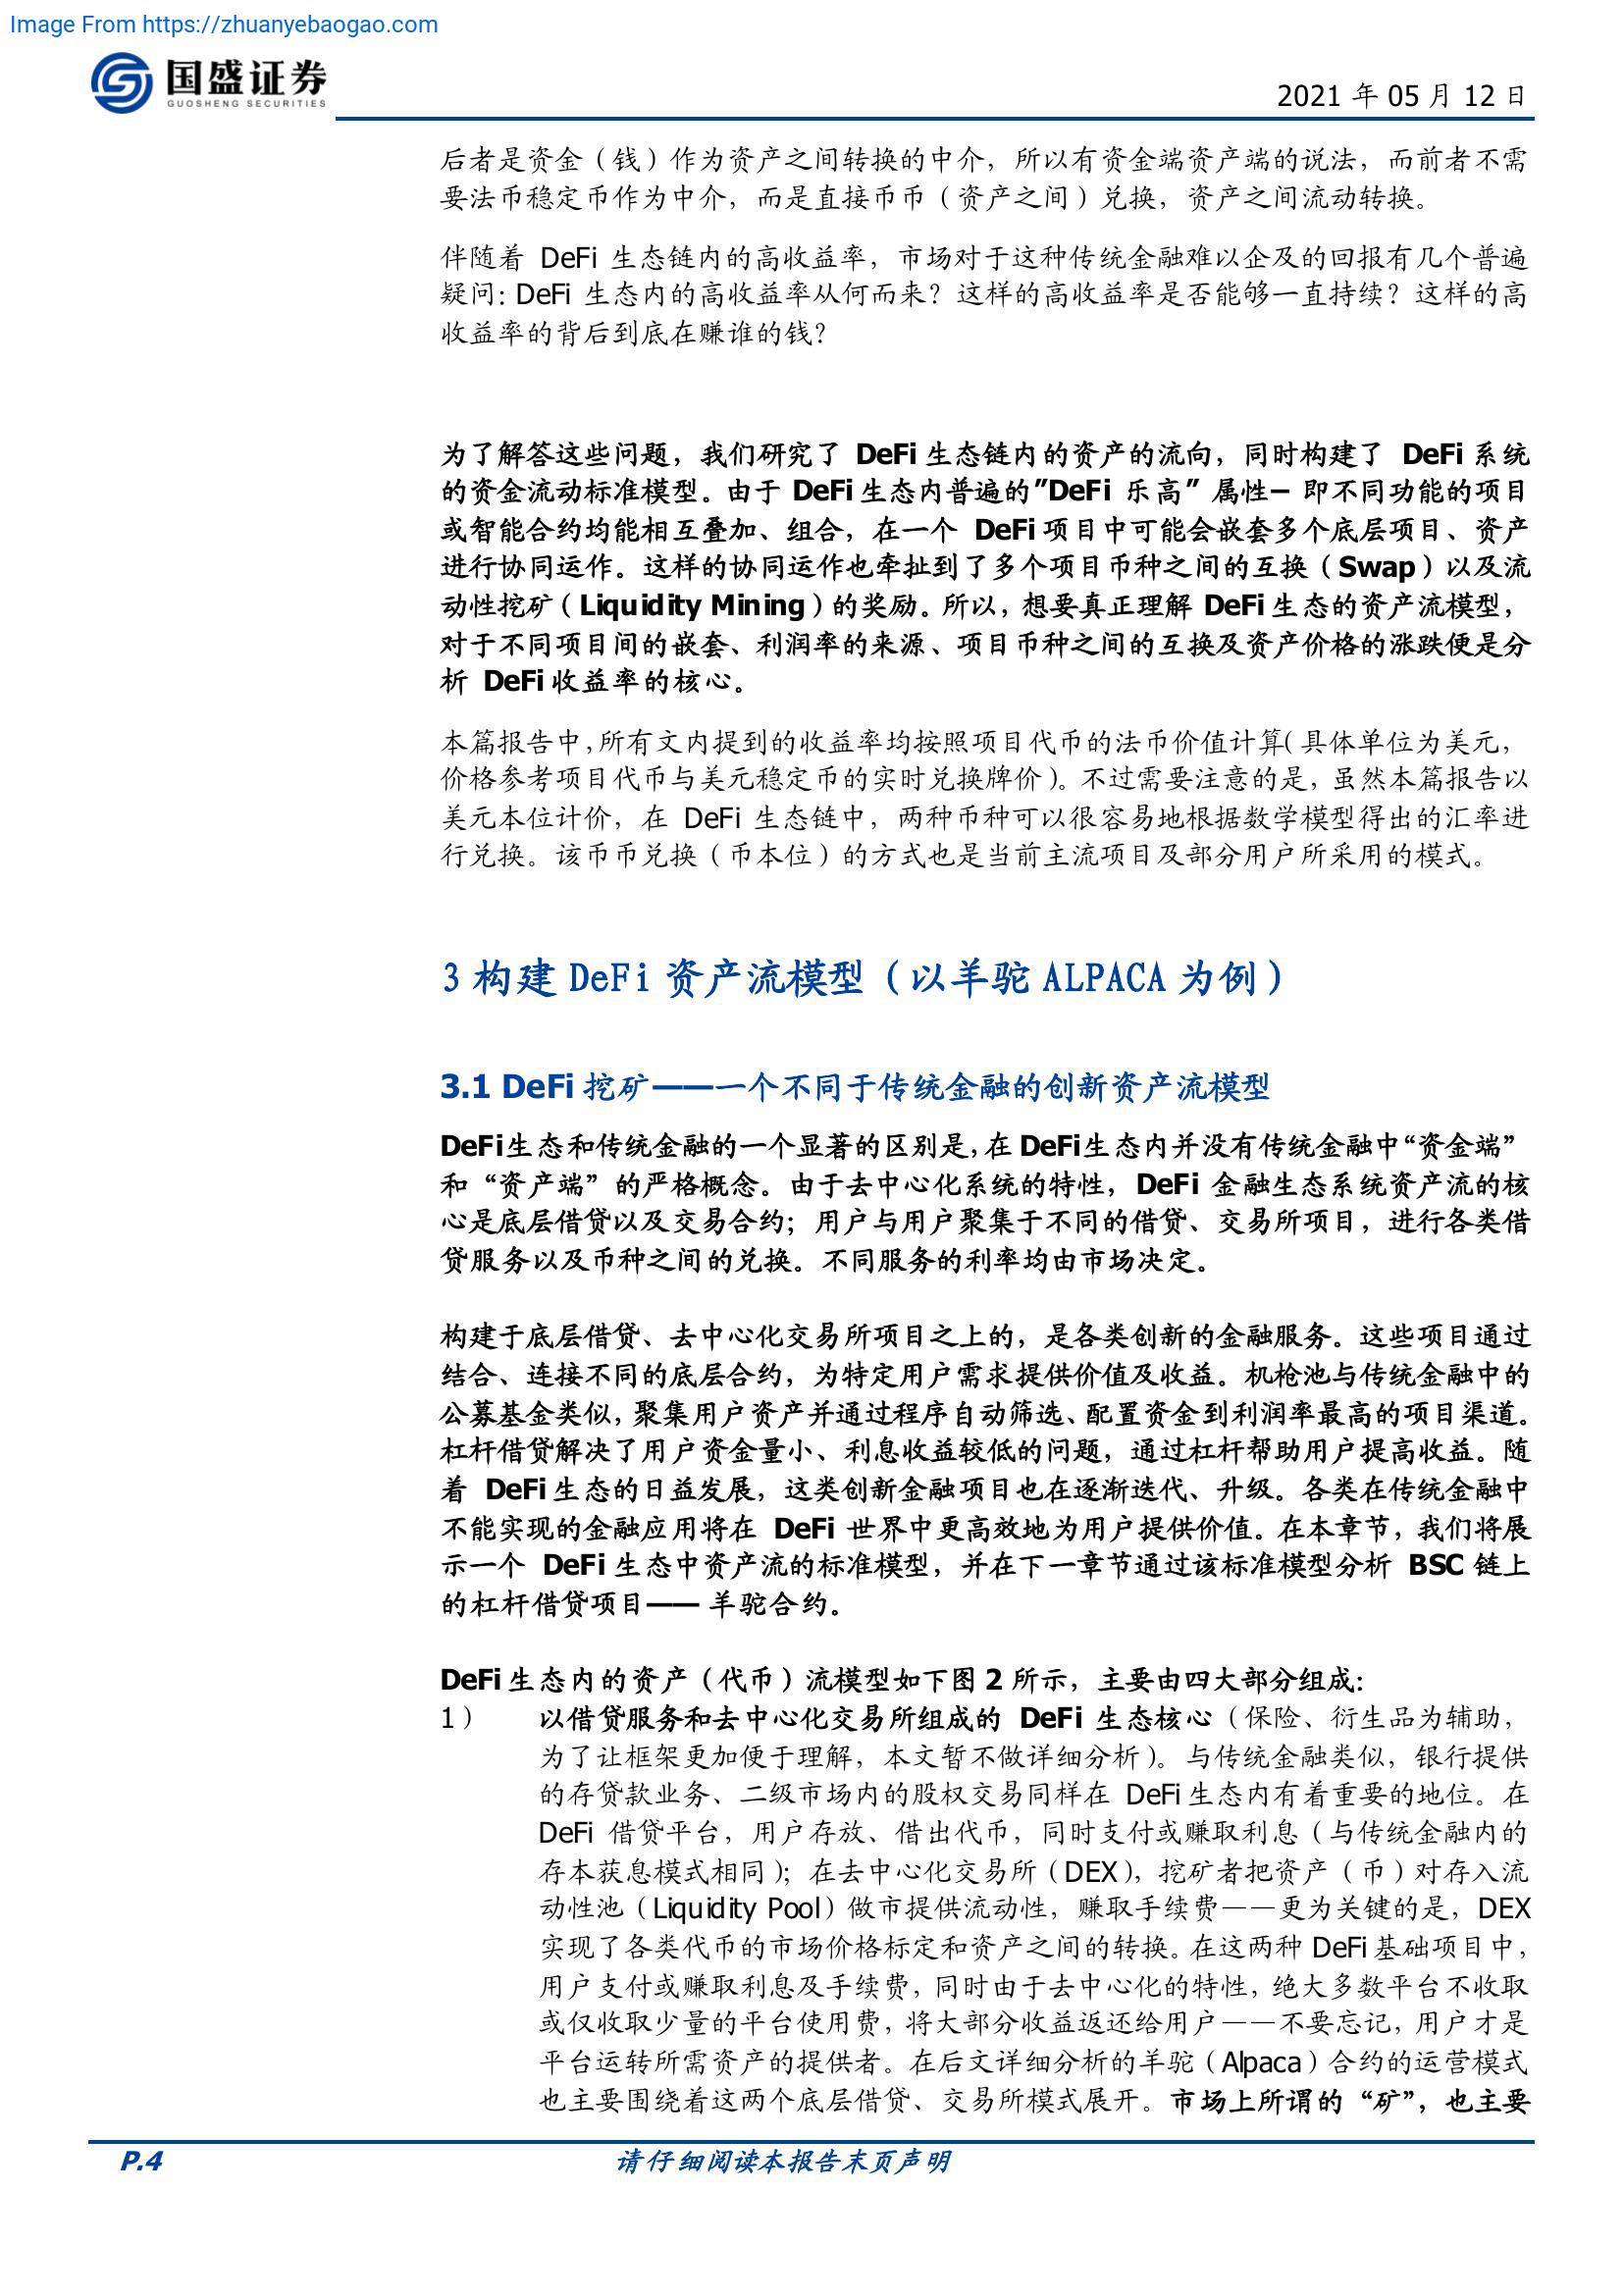 Image From https://zhuanyebaogao.com
国盛证券
GUOSHENG SECURITIES
2021 年 05 月 12 日
后者是资金（钱）作为资产之间转换的中介，所以有资金端资产端的说法，而前者不需
要法币稳定币作为中介，而是直接币币（资产之间）兑换，资产之间流动转换。
伴随着 DeFi 生态链内的高收益率，市场对于这种传统金融难以企及的回报有几个普遍
疑问：DeFi 生态内的高收益率从何而来？这样的高收益率是否能够一直持续？这样的高
收益率的背后到底在赚谁的钱？
为了解答这些问题，我们研究了 DeFi 生态链内的资产的流向，同时构建了 DeFi 系统
的资金流动标准模型。由于 DeFi 生态内普遍的"DeFi 乐高" 属性— 即不同功能的项目
或智能合约均能相互叠加、组合，在一个 DeFi 项目中可能会嵌套多个底层项目、资产
进行协同运作。这样的协同运作也牵扯到了多个项目币种之间的互换（Swap）以及流
动性挖矿（Liquidity Mining）的奖励。所以，想要真正理解 DeFi 生态的资产流模型，
对于不同项目间的嵌套、利润率的来源、项目币种之间的互换及资产价格的涨跌便是分
析 DeFi 收益率的核心。
本篇报告中，所有文内提到的收益率均按照项目代币的法币价值计算（具体单位为美元，
价格参考项目代币与美元稳定币的实时兑换牌价）。不过需要注意的是，虽然本篇报告以
美元本位计价，在 DeFi 生态链中，两种币种可以很容易地根据数学模型得出的汇率进
行兑换。该币币兑换（币本位）的方式也是当前主流项目及部分用户所采用的模式。
3 构建 DeFi 资产流模型（以羊驼 ALPACA 为例）
3.1 DeFi 挖矿——一个不同于传统金融的创新资产流模型
DeFi 生态和传统金融的一个显著的区别是，在 DeFi 生态内并没有传统金融中“资金端”
和“资产端”的严格概念。由于去中心化系统的特性，DeFi 金融生态系统资产流的核
心是底层借贷以及交易合约；用户与用户聚集于不同的借贷、交易所项目，进行各类借
贷服务以及币种之间的兑换。不同服务的利率均由市场决定。
构建于底层借贷、去中心化交易所项目之上的，是各类创新的金融服务。这些项目通过
结合、连接不同的底层合约，为特定用户需求提供价值及收益。机枪池与传统金融中的
公募基金类似，聚集用户资产并通过程序自动筛选、配置资金到利润率最高的项目渠道。
杠杆借贷解决了用户资金量小、利息收益较低的问题，通过杠杆帮助用户提高收益。随
着 DeFi 生态的日益发展，这类创新金融项目也在逐渐迭代、升级。各类在传统金融中
不能实现的金融应用将在 DeFi 世界中更高效地为用户提供价值。在本章节，我们将展
示一个 DeFi 生态中资产流的标准模型，并在下一章节通过该标准模型分析 BSC 链上
的杠杆借贷项目—— 羊驼合约。
DeFi 生态内的资产（代币）流模型如下图 2 所示，主要由四大部分组成：
1） 以借贷服务和去中心化交易所组成的 DeFi 生态核心（保险、衍生品为辅助，
为了让框架更加便于理解，本文暂不做详细分析）。与传统金融类似，银行提供
的存贷款业务、二级市场内的股权交易同样在 DeFi 生态内有着重要的地位。在
DeFi 借贷平台，用户存放、借出代币，同时支付或赚取利息（与传统金融内的
存本获息模式相同）；在去中心化交易所（DEX），挖矿者把资产（币）对存入流
动性池（Liquidity Pool）做市提供流动性，赚取手续费——更为关键的是，DEX
实现了各类代币的市场价格标定和资产之间的转换。在这两种 DeFi 基础项目中，
用户支付或赚取利息及手续费，同时由于去中心化的特性，绝大多数平台不收取
或仅收取少量的平台使用费，将大部分收益返还给用户——不要忘记，用户才是
平台运转所需资产的提供者。在后文详细分析的羊驼（Alpaca）合约的运营模式
也主要围绕着这两个底层借贷、交易所模式展开。市场上所谓的“矿”，也主要
P.4 请仔细阅读本报告末页声明